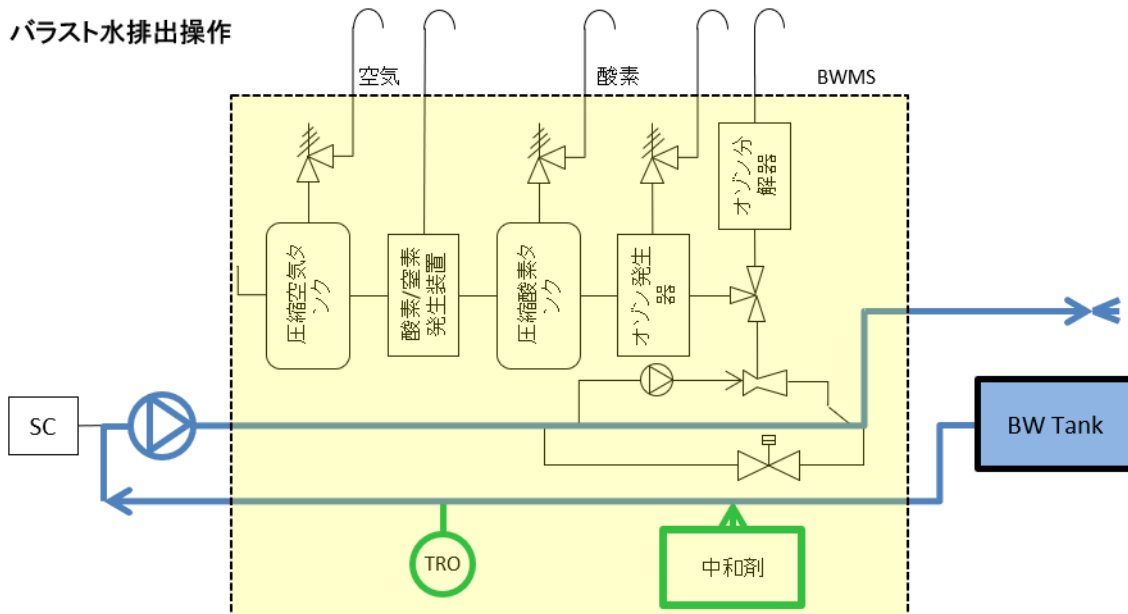 バラスト水排出操作
空気
酸素
BWMS
オゾン分
解器
圧縮空気タ
ンク
酸素/窒素
発生装置
圧縮酸素タ
ンク
オゾン発生
器
SC
BW Tank
TRO
中和剤